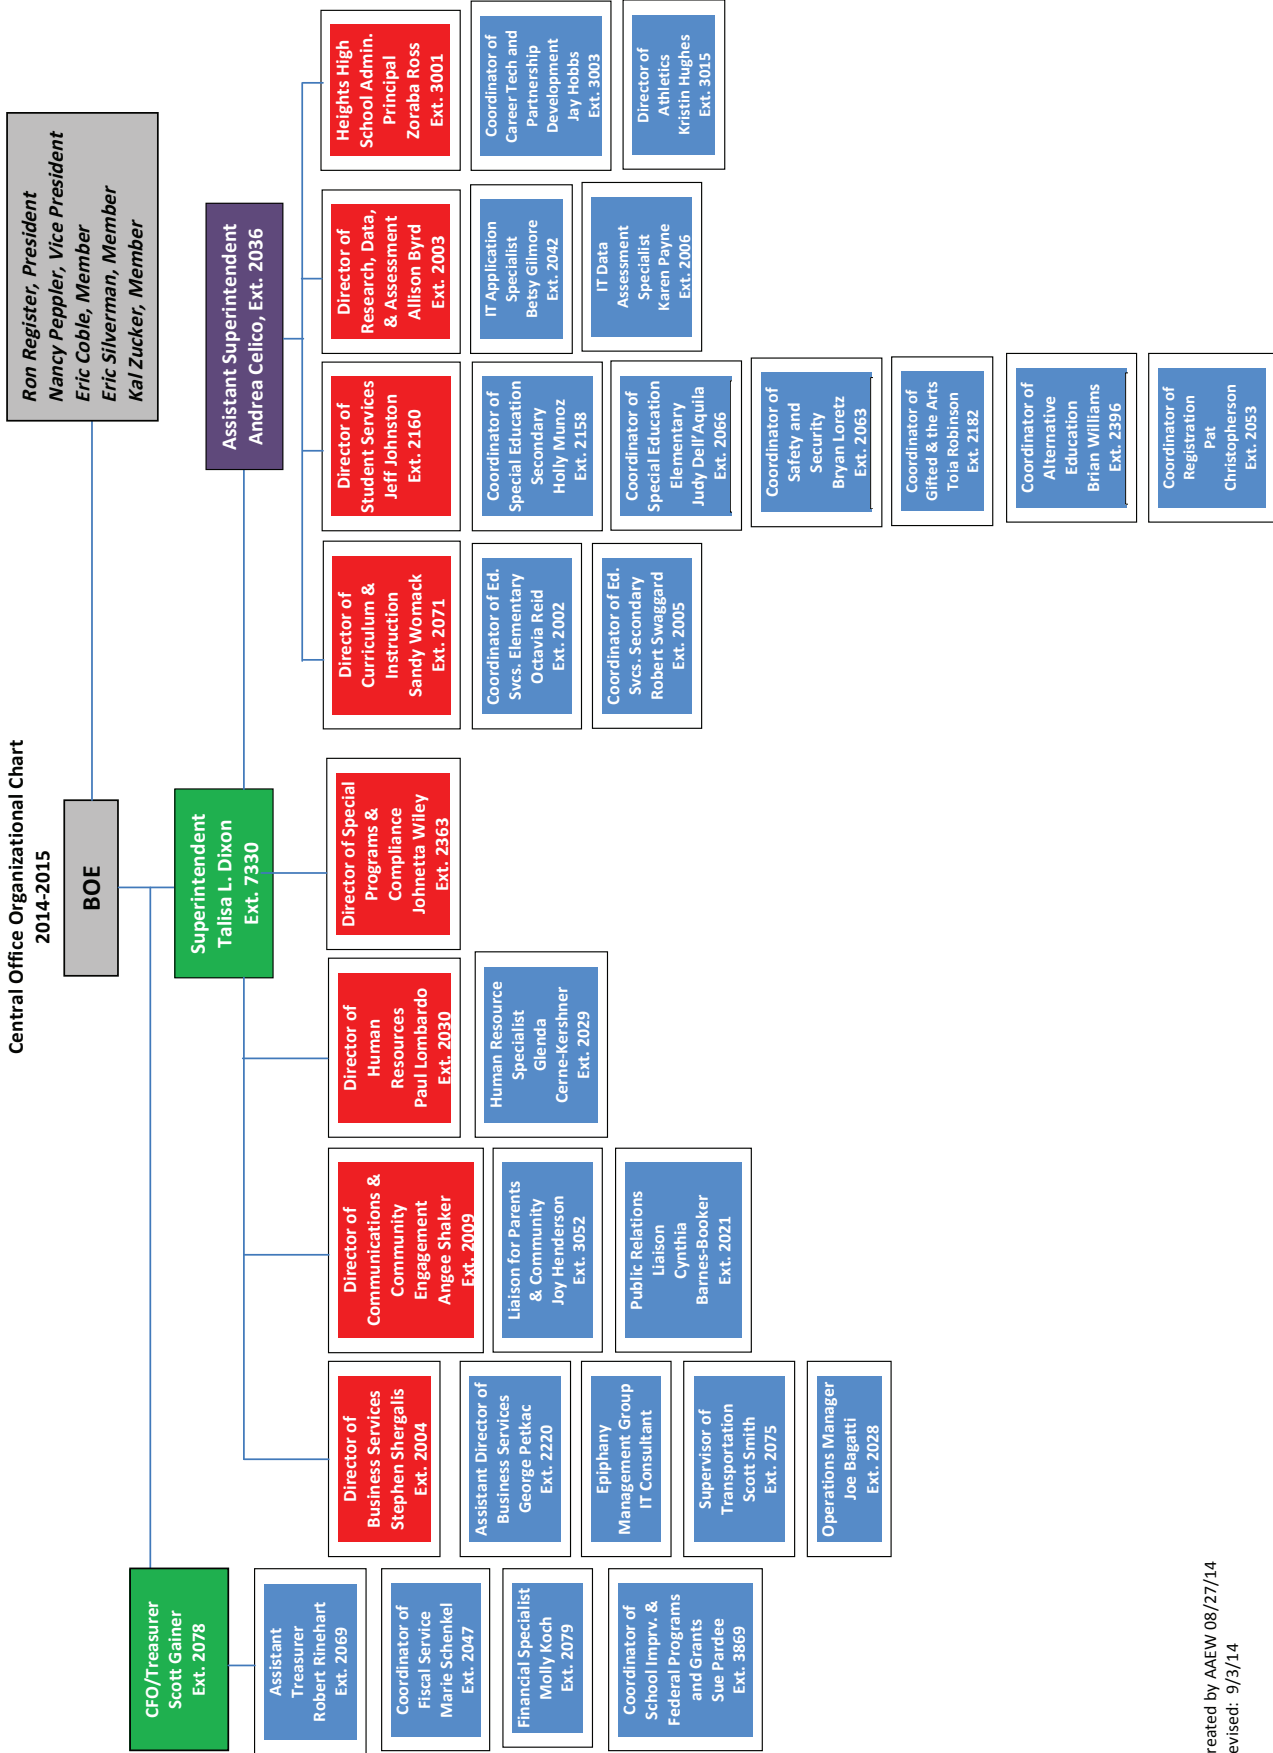 Central Office Organizational Chart
2014-2015
BOE
Ron Register, President
Nancy Peppler, Vice President
Eric Coble, Member
Eric Silverman, Member
Kal Zucker, Member
CFO/Treasurer
Scott Gainer
Ext. 2078
Superintendent
Talisa L. Dixon
Ext. 7330
Assistant Superintendent
Andrea Celico, Ext. 2036
Assistant
Treasurer
Robert Rinehart
Ext. 2069
Coordinator of
Fiscal Service
Marie Schenkel
Ext. 2047
Financial Specialist
Molly Koch
Ext. 2079
Coordinator of
School Imprv. &
Federal Programs
and Grants
Sue Pardee
Ext. 3869
Director of
Business Services
Stephen Shergalis
Ext. 2004
Assistant Director of
Business Services
George Petkac
Ext. 2220
Epiphany
Management Group
IT Consultant
Supervisor of
Transportation
Scott Smith
Ext. 2075
Operations Manager
Joe Bagatti
Ext. 2028
Director of
Communications &
Community
Engagement
Angee Shaker
Ext. 2009
Liaison for Parents
& Community
Joy Henderson
Ext. 3052
Public Relations
Liaison
Cynthia
Barnes-Booker
Ext. 2021
Director of
Human
Resources
Paul Lombardo
Ext. 2030
Human Resource
Specialist
Glenda
Cerne-Kershner
Ext. 2029
Director of Special
Programs &
Compliance
Johnetta Wiley
Ext. 2363
Director of
Curriculum &
Instruction
Sandy Womack
Ext. 2071
Coordinator of Ed.
Svcs. Elementary
Octavia Reid
Ext. 2002
Coordinator of Ed.
Svcs. Secondary
Robert Swaggard
Ext. 2005
Director of
Student Services
Jeff Johnston
Ext. 2160
Coordinator of
Special Education
Secondary
Holly Munoz
Ext. 2158
Coordinator of
Special Education
Elementary
Judy Dell'Aquila
Ext. 2066
Coordinator of
Safety and
Security
Bryan Loretz
Ext. 2063
Coordinator of
Gifted & the Arts
Toia Robinson
Ext. 2182
Coordinator of
Alternative
Education
Brian Williams
Ext. 2396
Coordinator of
Registration
Pat
Christopherson
Ext. 2053
Director of
Research, Data,
& Assessment
Allison Byrd
Ext. 2003
IT Application
Specialist
Betsy Gilmore
Ext. 2042
IT Data
Assessment
Specialist
Karen Payne
Ext. 2006
Heights High
School Admin.
Principal
Zoraba Ross
Ext. 3001
Coordinator of
Career Tech and
Partnership
Development
Jay Hobbs
Ext. 3003
Director of
Athletics
Kristin Hughes
Ext. 3015
reated by AAEW 08/27/14
evised: 9/3/14